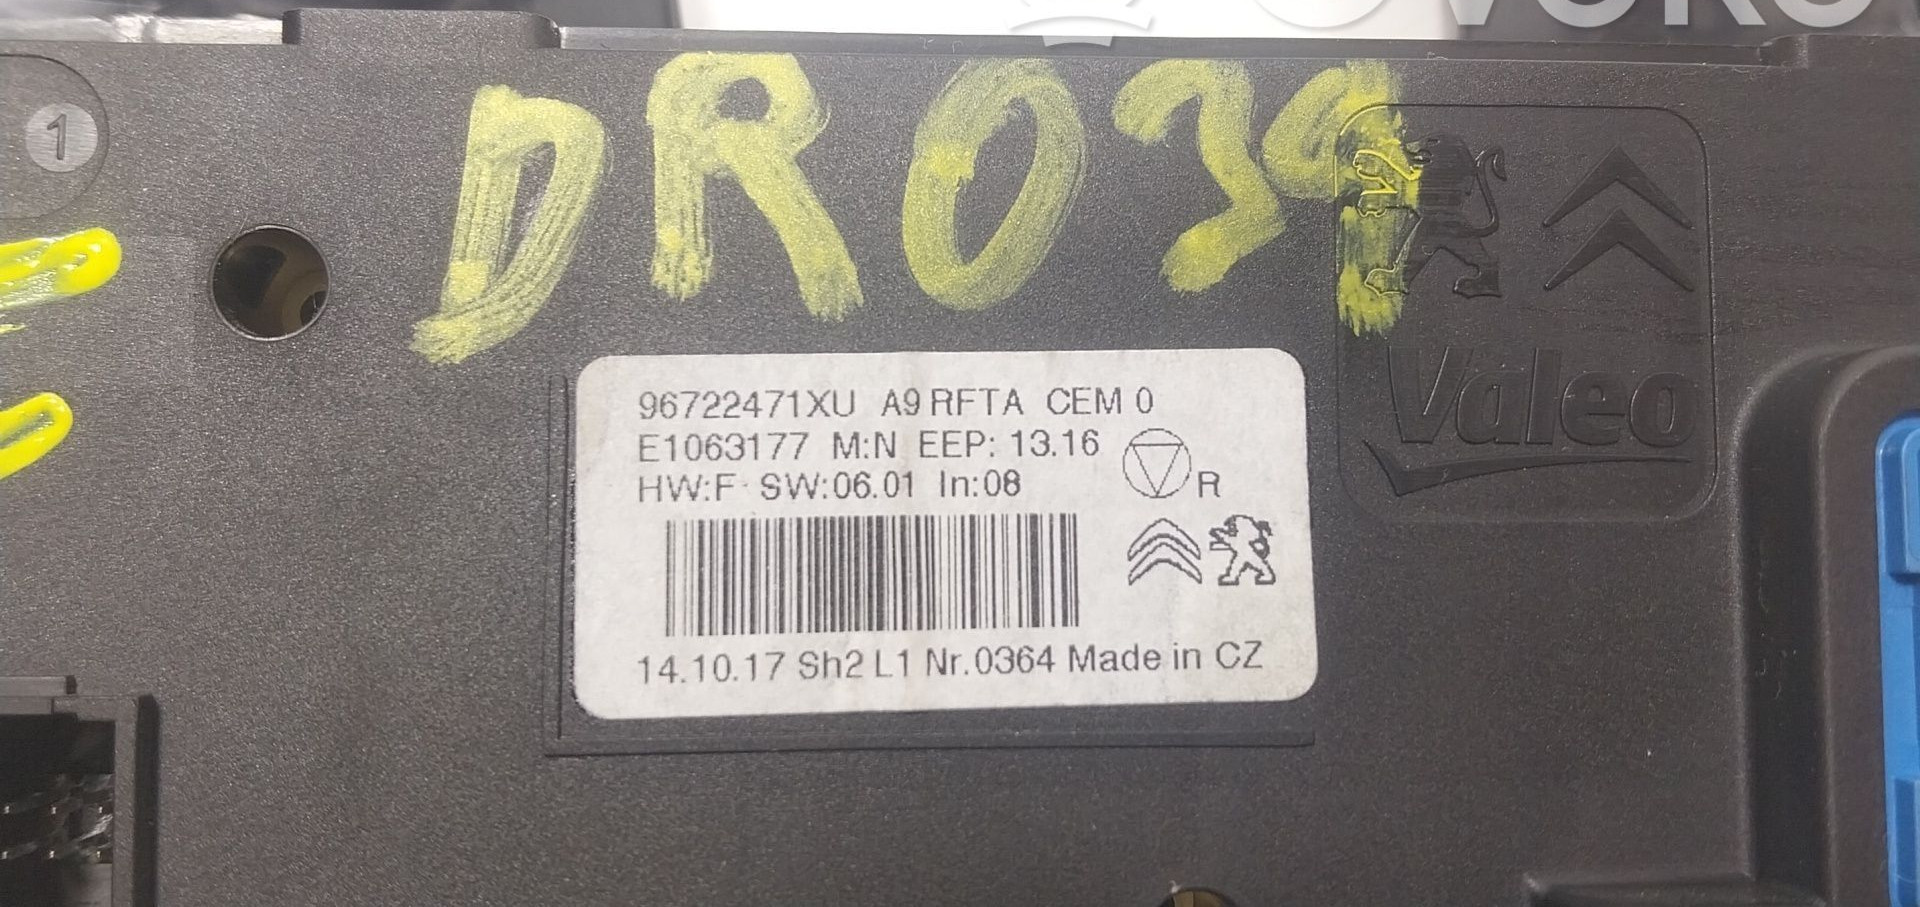 1
DRO39
96722471XU A9 RFTA CEM 0
E1063177 M:N EEP: 13.16
HW:F SW:06.01 In:08
R
Valeo
14.10.17 Sh2 L1 Nr.0364 Made in CZ